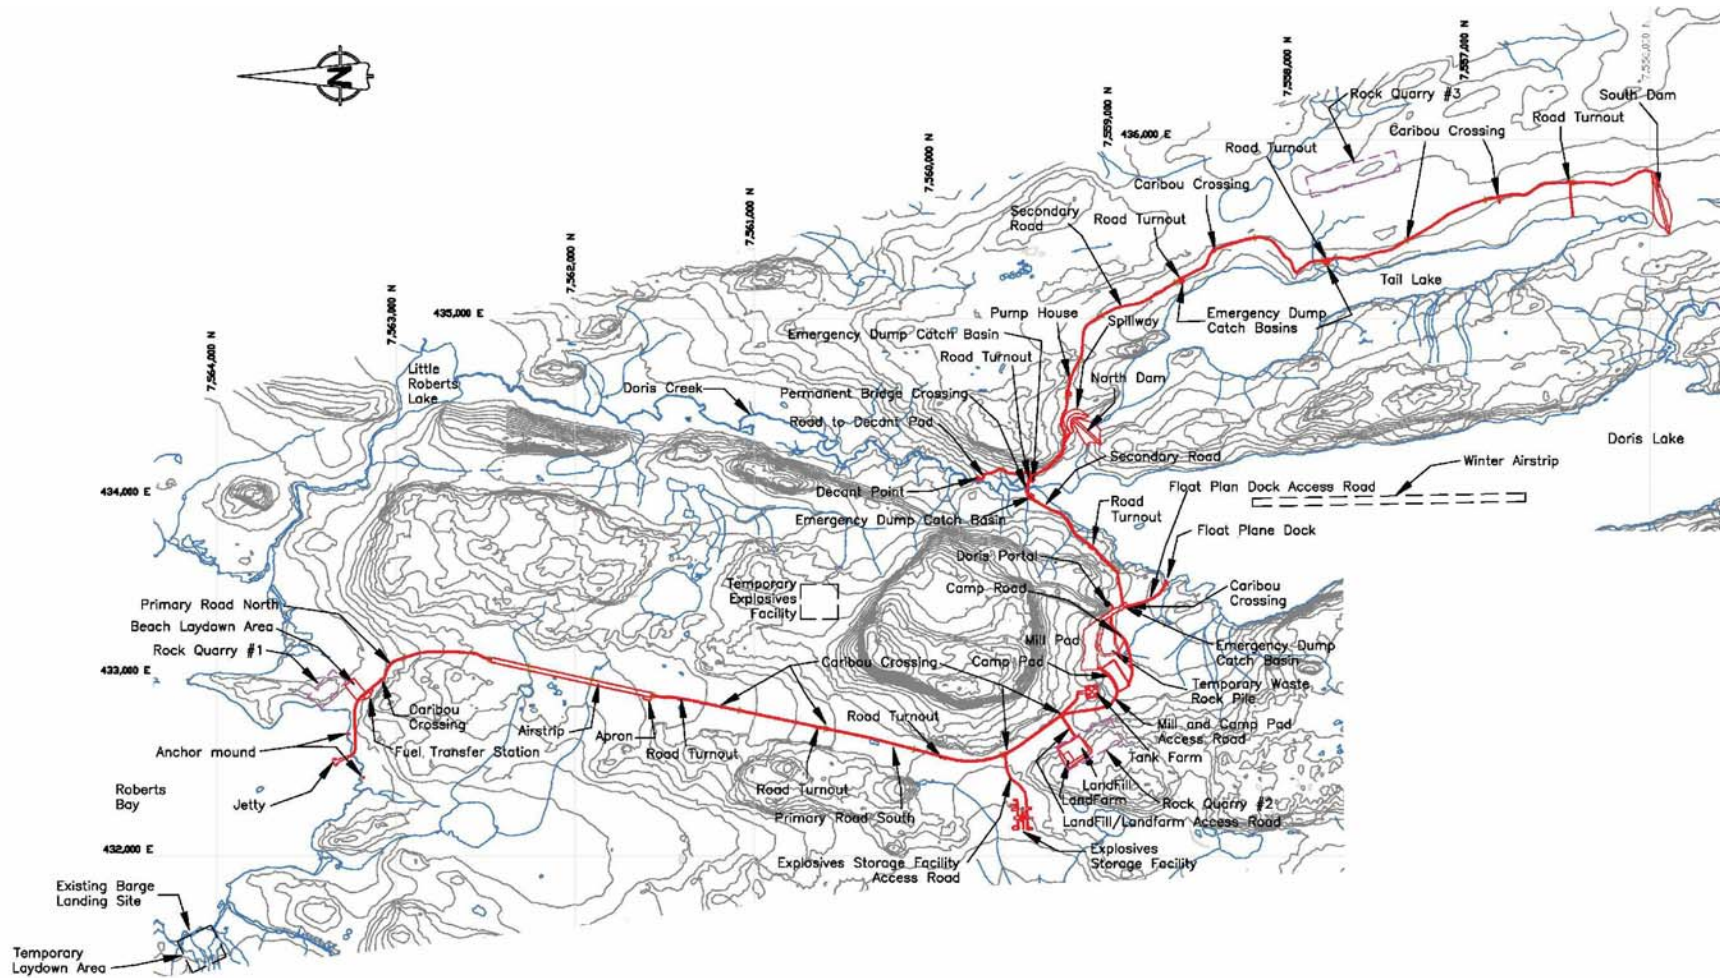 N
7,558,000 N
7,557,000 N
Rock Quarry #3
South Dam
7,559,000 N
436,000 E
Road Turnout
Caribou Crossing
Road Turnout
7,560,000 N
Caribou Crossing
7,561,000 N
Secondary
Road
Road Turnout
7,562,000 N
Tail Lake
7,563,000 N
435,000 E
Pump House
Spillway
Emergency Dump
Catch Basins
Emergency Dump Catch Basin
7,564,000 N
Road Turnout
Little
Roberts
Lake
Doris Creek
North Dam
Permanent Bridge Crossing
Road to Decant Pad
Doris Lake
Secondary Road
Winter Airstrip
434,000 E
Decant Point
Float Plan Dock Access Road
Road
Turnout
Emergency Dump Catch Basin
Float Plane Dock
Doris Portal
Temporary
Explosives
Facility
Camp Road
Caribou
Crossing
Primary Road North
Beach Laydown Area
Mill Pad
Emergency Dump
Catch Basin
Rock Quarry #1
433,000 E
Caribou Crossing
Camp Pad
Temporary Waste
Rock Pile
Caribou
Crossing
Road Turnout
Mill and Camp Pad
Access Road
Airstrip
Apron
Anchor mound
Fuel Transfer Station
Road Turnout
Tank Farm
Roberts
Bay
Jetty
Road Turnout
LandFill
LandFarm
Rock Quarry #2
Primary Road South
LandFill/Landfarm Access Road
432,000 E
Explosives Storage Facility
Access Road
Explosives
Storage Facility
Existing Barge
Landing Site
Temporary
Laydown Area